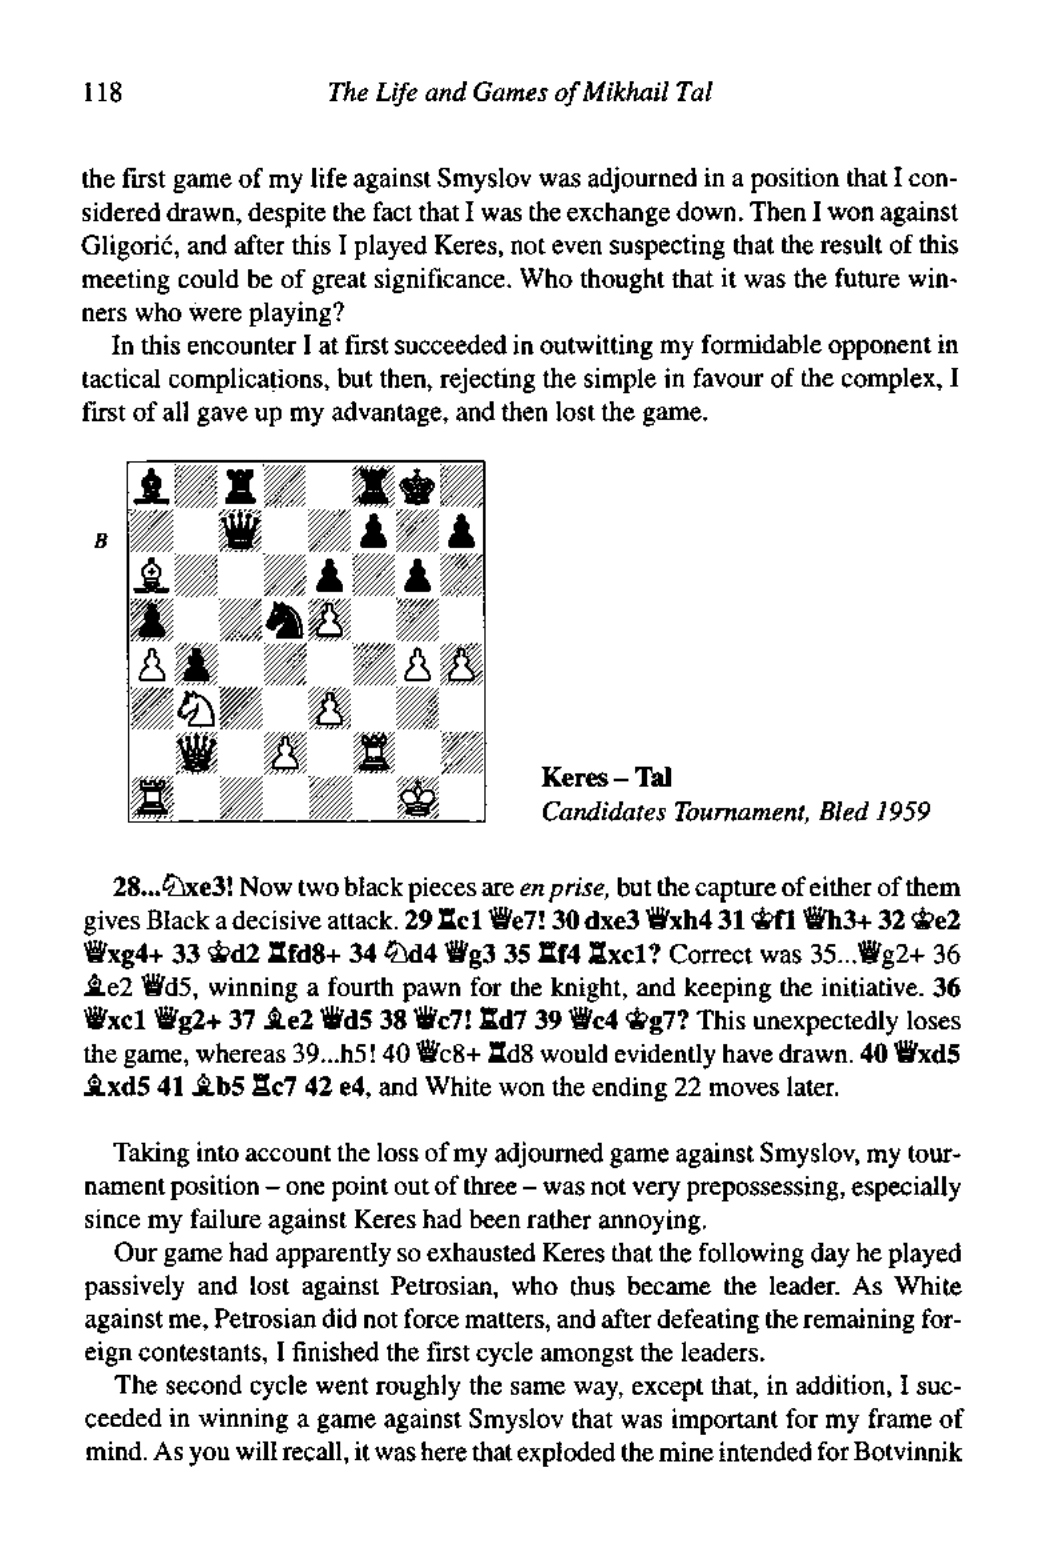 118 The Life and Games of Mikhail Tal
the first game of my life against Smyslov was adjourned in a position that I con-
sidered drawn, despite the fact that I was the exchange down. Then I won against
Gligorić, and after this I played Keres, not even suspecting that the result of this
meeting could be of great significance. Who thought that it was the future win-
ners who were playing?
In this encounter I at first succeeded in outwitting my formidable opponent in
tactical complications, but then, rejecting the simple in favour of the complex, I
first of all gave up my advantage, and then lost the game.
B
Keres – Tal
Candidates Tournament, Bled 1959
28...♘xe3! Now two black pieces are en prise, but the capture of either of them
gives Black a decisive attack. 29 ♖c1 ♕e7! 30 dxe3 ♕xh4 31 ♔f1 ♕h3+ 32 ♔e2
♕xg4+ 33 ♔d2 ♖fd8+ 34 ♘d4 ♕g3 35 ♖f4 ♖xc1? Correct was 35...♕g2+ 36
♗e2 ♕d5, winning a fourth pawn for the knight, and keeping the initiative. 36
♕xc1 ♕g2+ 37 ♗e2 ♕d5 38 ♕c7! ♖d7 39 ♕c4 ♔g7? This unexpectedly loses
the game, whereas 39...h5! 40 ♕c8+ ♖d8 would evidently have drawn. 40 ♕xd5
♗xd5 41 ♗b5 ♖c7 42 e4, and White won the ending 22 moves later.
Taking into account the loss of my adjourned game against Smyslov, my tour-
nament position – one point out of three – was not very prepossessing, especially
since my failure against Keres had been rather annoying.
Our game had apparently so exhausted Keres that the following day he played
passively and lost against Petrosian, who thus became the leader. As White
against me, Petrosian did not force matters, and after defeating the remaining for-
eign contestants, I finished the first cycle amongst the leaders.
The second cycle went roughly the same way, except that, in addition, I suc-
ceeded in winning a game against Smyslov that was important for my frame of
mind. As you will recall, it was here that exploded the mine intended for Botvinnik